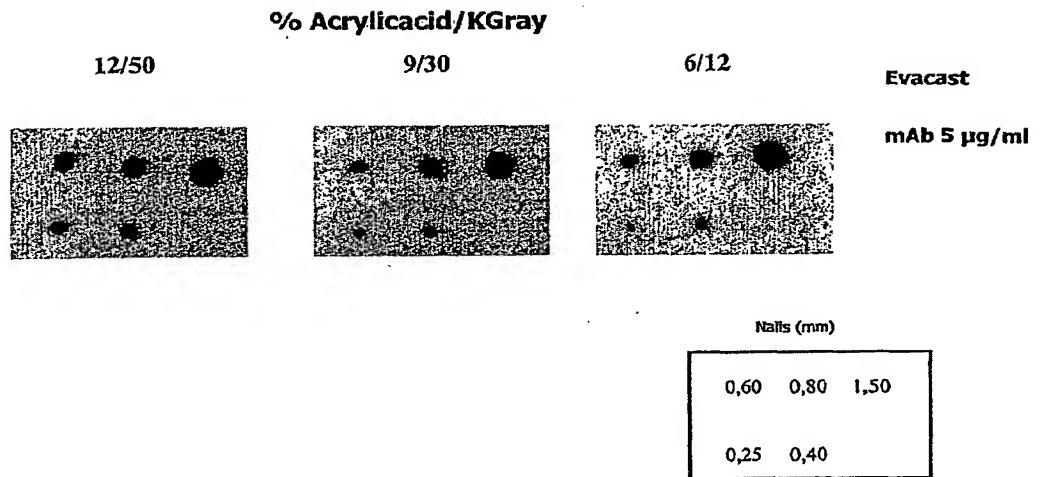 % Acrylicacid/KGray
12/50 9/30 6/12
Evacast
mAb 5 µg/ml
Nails (mm)
0,60 0,80 1,50
0,25 0,40